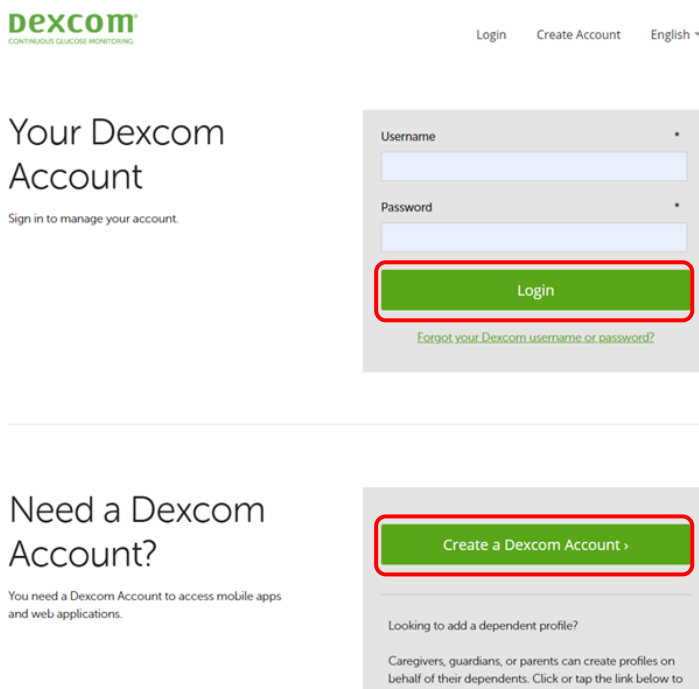 Dexcom
CONTINUOUS GLUCOSE MONITORING
Login Create Account English
Your Dexcom
Account
Sign in to manage your account.
Username *
Password *
Login
Forgot your Dexcom username or password?
Need a Dexcom
Account?
You need a Dexcom Account to access mobile apps
and web applications.
Create a Dexcom Account ›
Looking to add a dependent profile?
Caregivers, guardians, or parents can create profiles on
behalf of their dependents. Click or tap the link below to